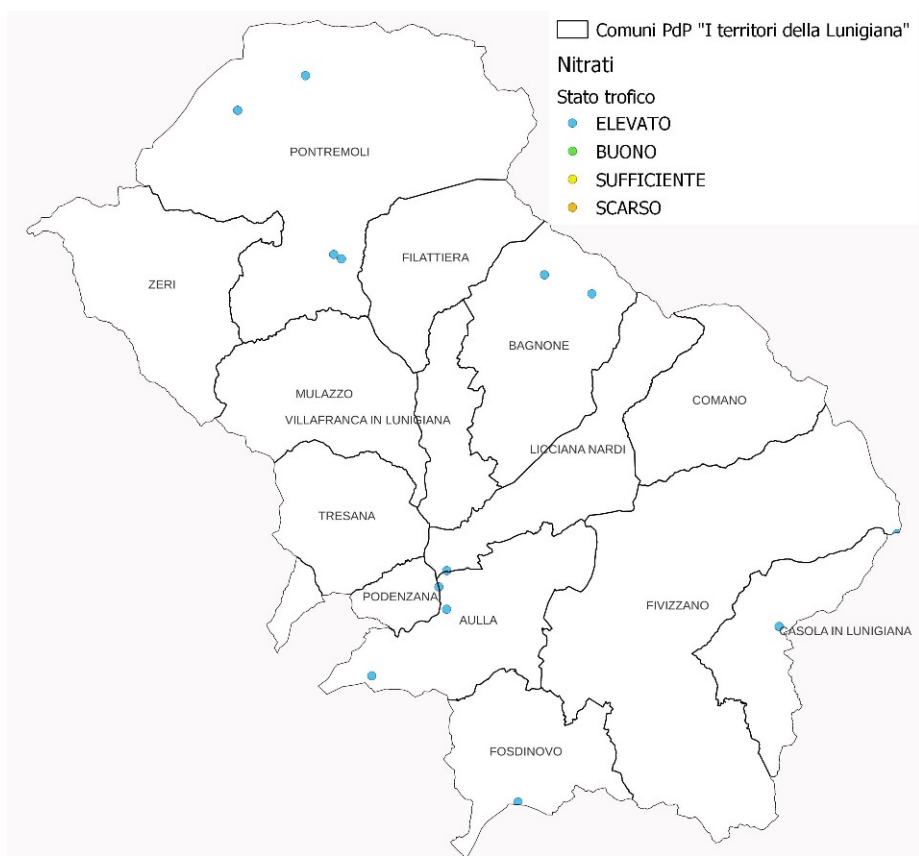 Comuni PdP "I territori della Lunigiana"
Nitrati
Stato trofico
ELEVATO
BUONO
SUFFICIENTE
SCARSO
PONTREMOLI
FILATTIERA
ZERI
BAGNONE
MULAZZO
COMANO
VILLAFRANCA IN LUNIGIANA
LICCIANA NARDI
TRESANA
PODENZANA
FIVIZZANO
AULLA
CASOLA IN LUNIGIANA
FOSDINOVO